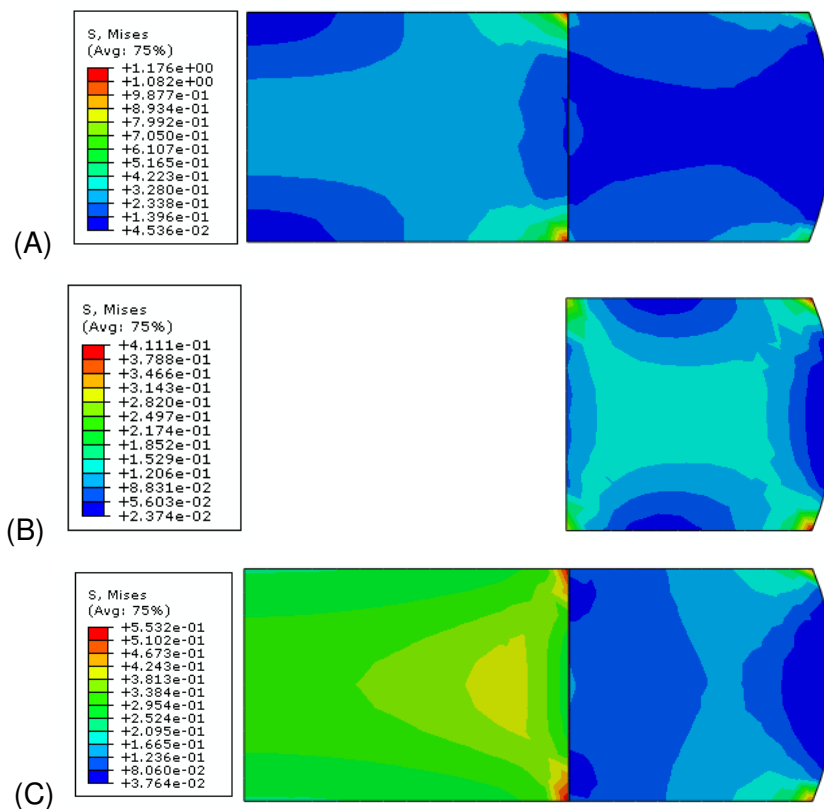 S, Mises
(Avg: 75%)
+1.176e+00
+1.082e+00
+9.877e-01
+8.934e-01
+7.992e-01
+7.050e-01
+6.107e-01
+5.165e-01
+4.223e-01
+3.280e-01
+2.338e-01
+1.396e-01
+4.536e-02
(A)
S, Mises
(Avg: 75%)
+4.111e-01
+3.788e-01
+3.466e-01
+3.143e-01
+2.820e-01
+2.497e-01
+2.174e-01
+1.852e-01
+1.529e-01
+1.206e-01
+8.831e-02
+5.603e-02
+2.374e-02
(B)
S, Mises
(Avg: 75%)
+5.532e-01
+5.102e-01
+4.673e-01
+4.243e-01
+3.813e-01
+3.384e-01
+2.954e-01
+2.524e-01
+2.095e-01
+1.665e-01
+1.236e-01
+8.060e-02
+3.764e-02
(C)